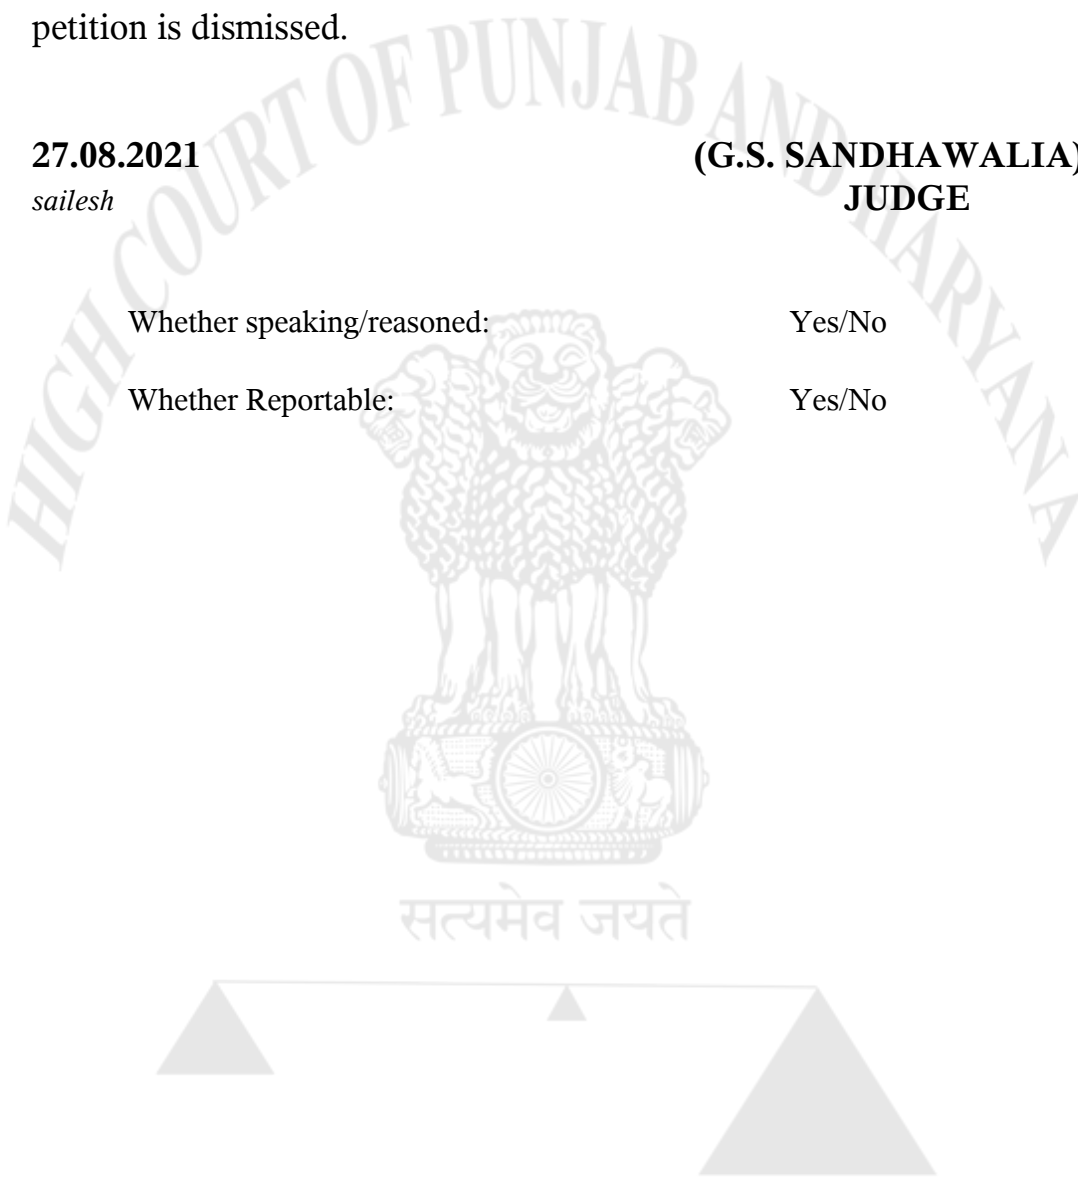 petition is dismissed.
HIGH COURT OF PUNJAB AND HARYANA
27.08.2021 (G.S. SANDHAWALIA)
sailesh JUDGE
Whether speaking/reasoned: Yes/No
Whether Reportable: Yes/No
सत्यमेव जयते